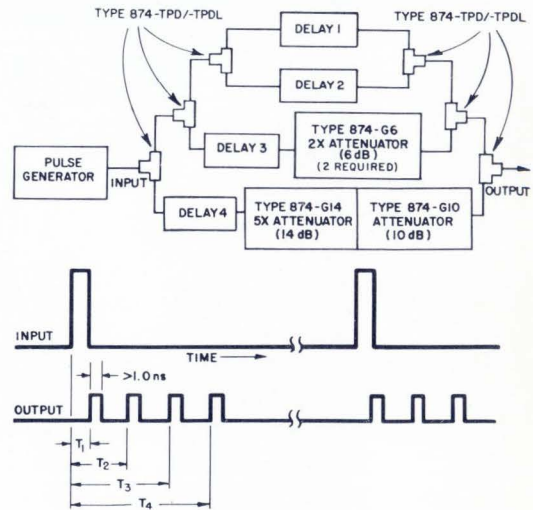 TYPE 874-TPD/-TPDL
TYPE 874-TPD/-TPDL
DELAY 1
DELAY 2
DELAY 3
TYPE 874-G6
2X ATTENUATOR
(6dB)
(2 REQUIRED)
PULSE
GENERATOR
INPUT
OUTPUT
DELAY 4
TYPE 874-G14
5X ATTENUATOR
(14 dB)
TYPE 874-G10
ATTENUATOR
(10 dB)
INPUT
TIME
>1.0ns
OUTPUT
T1
T2
T3
T4